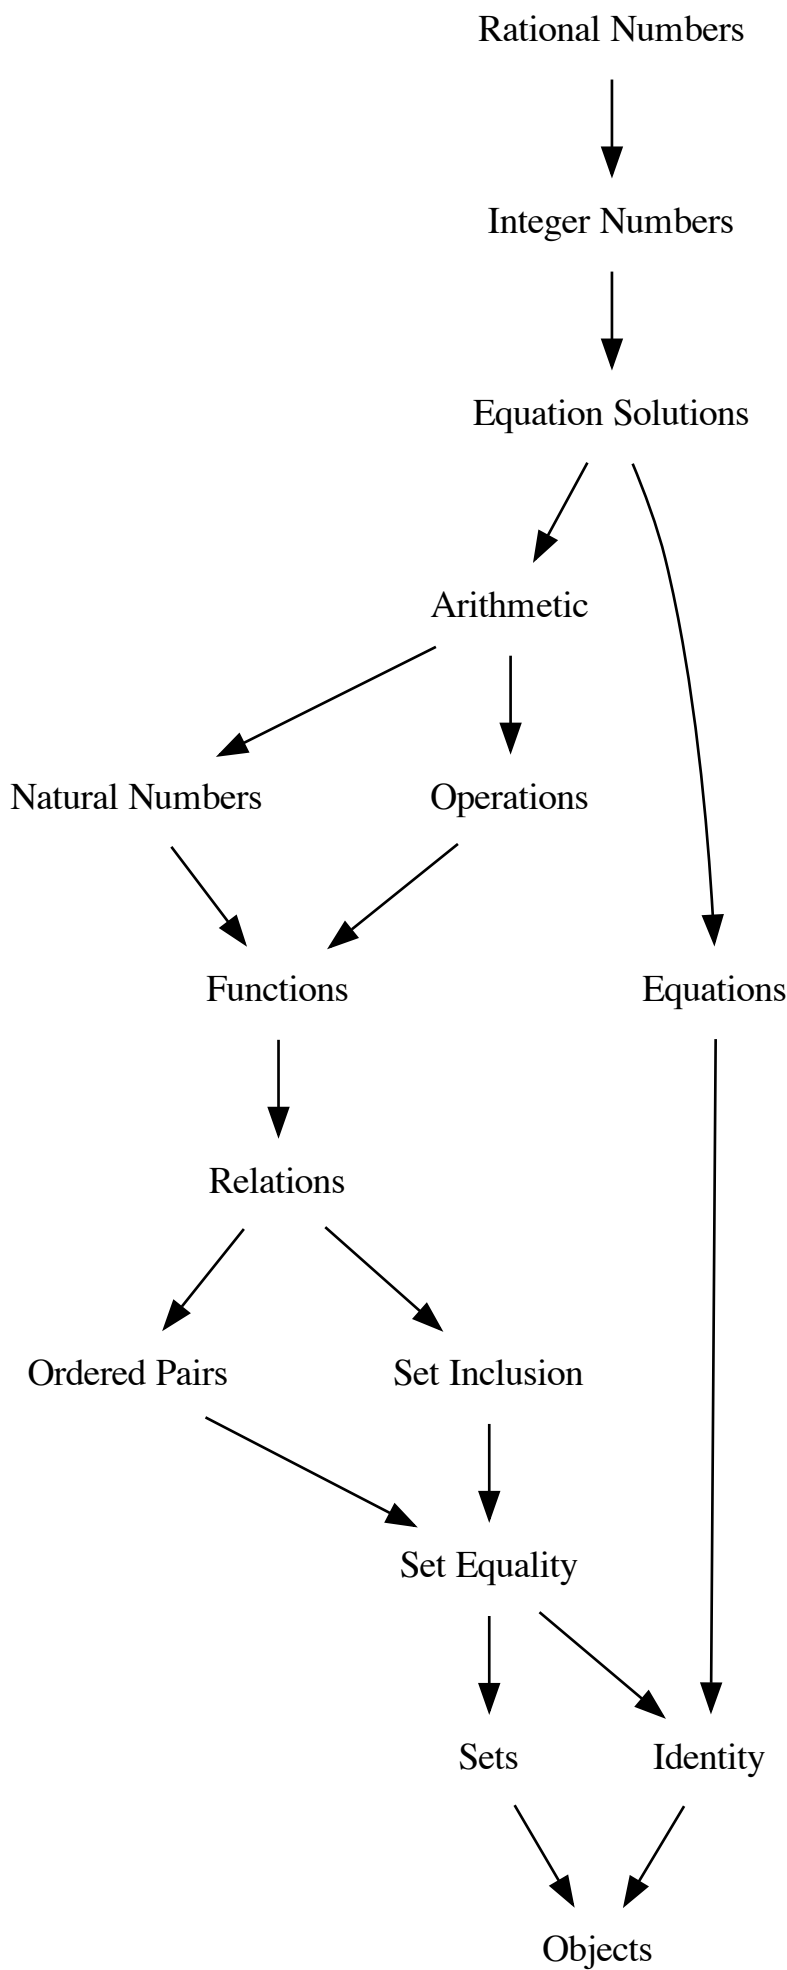 Rational Numbers
Integer Numbers
Equation Solutions
Arithmetic
Natural Numbers
Operations
Functions
Equations
Relations
Ordered Pairs
Set Inclusion
Set Equality
Sets
Identity
Objects